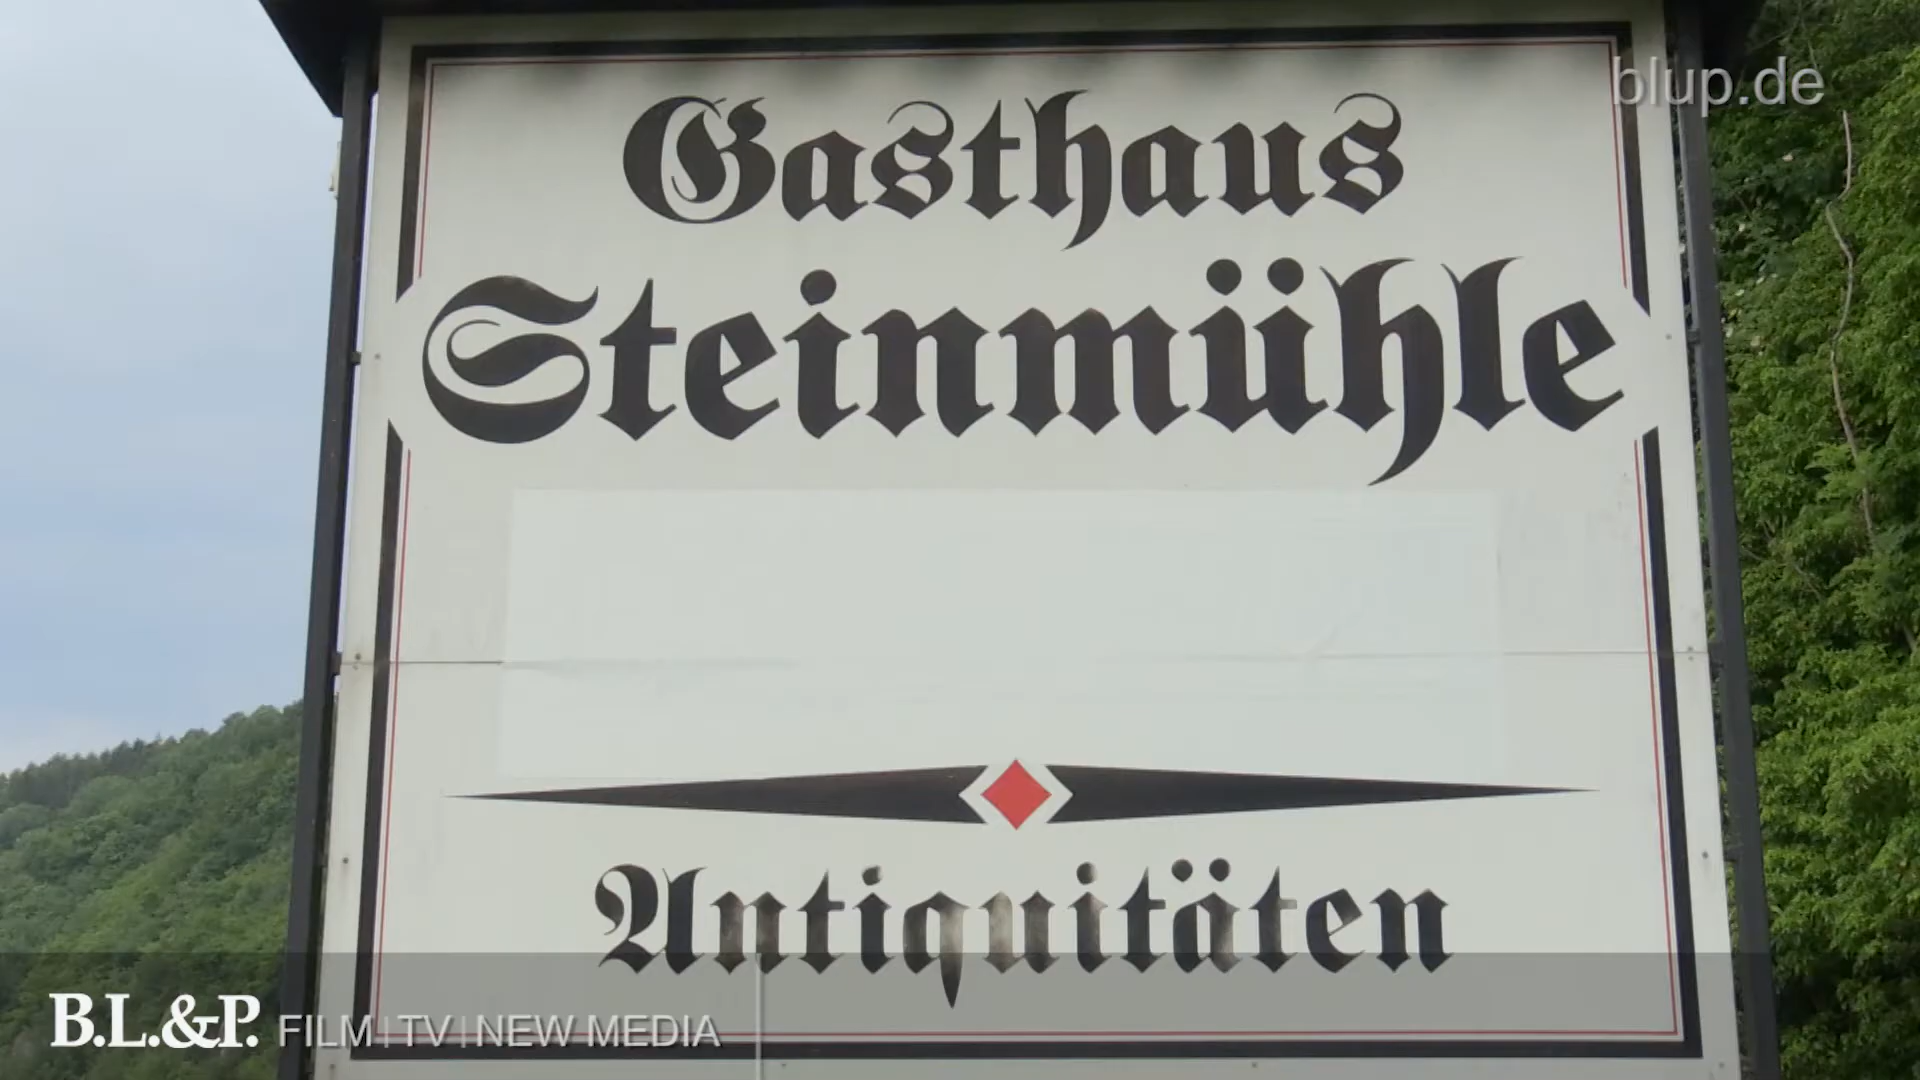 blup.de
Gasthaus
Steinmühle
Antiquitäten
B.L.&P. FILM | TV | NEW MEDIA